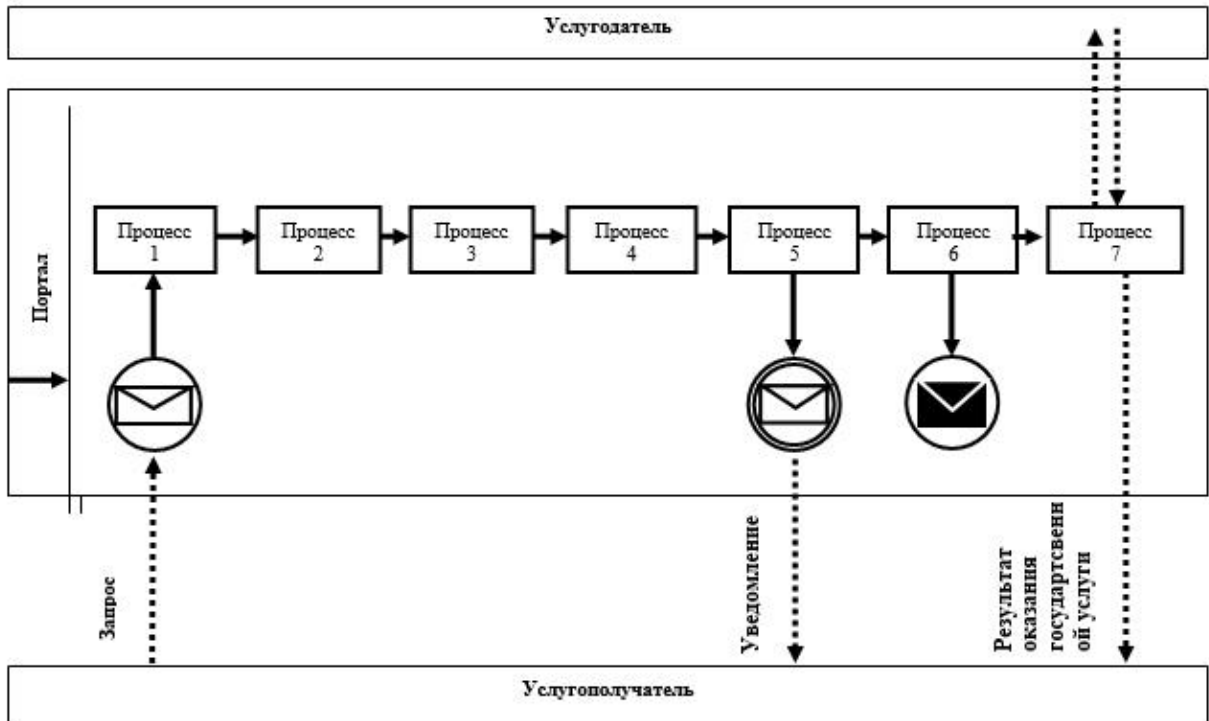 Услугодатель
Портал
Процесс
1
Процесс
2
Процесс
3
Процесс
4
Процесс
5
Процесс
6
Процесс
7
Запрос
Уведомление
Результат
оказания
государтсвенн
ой услуги
Услугополучатель